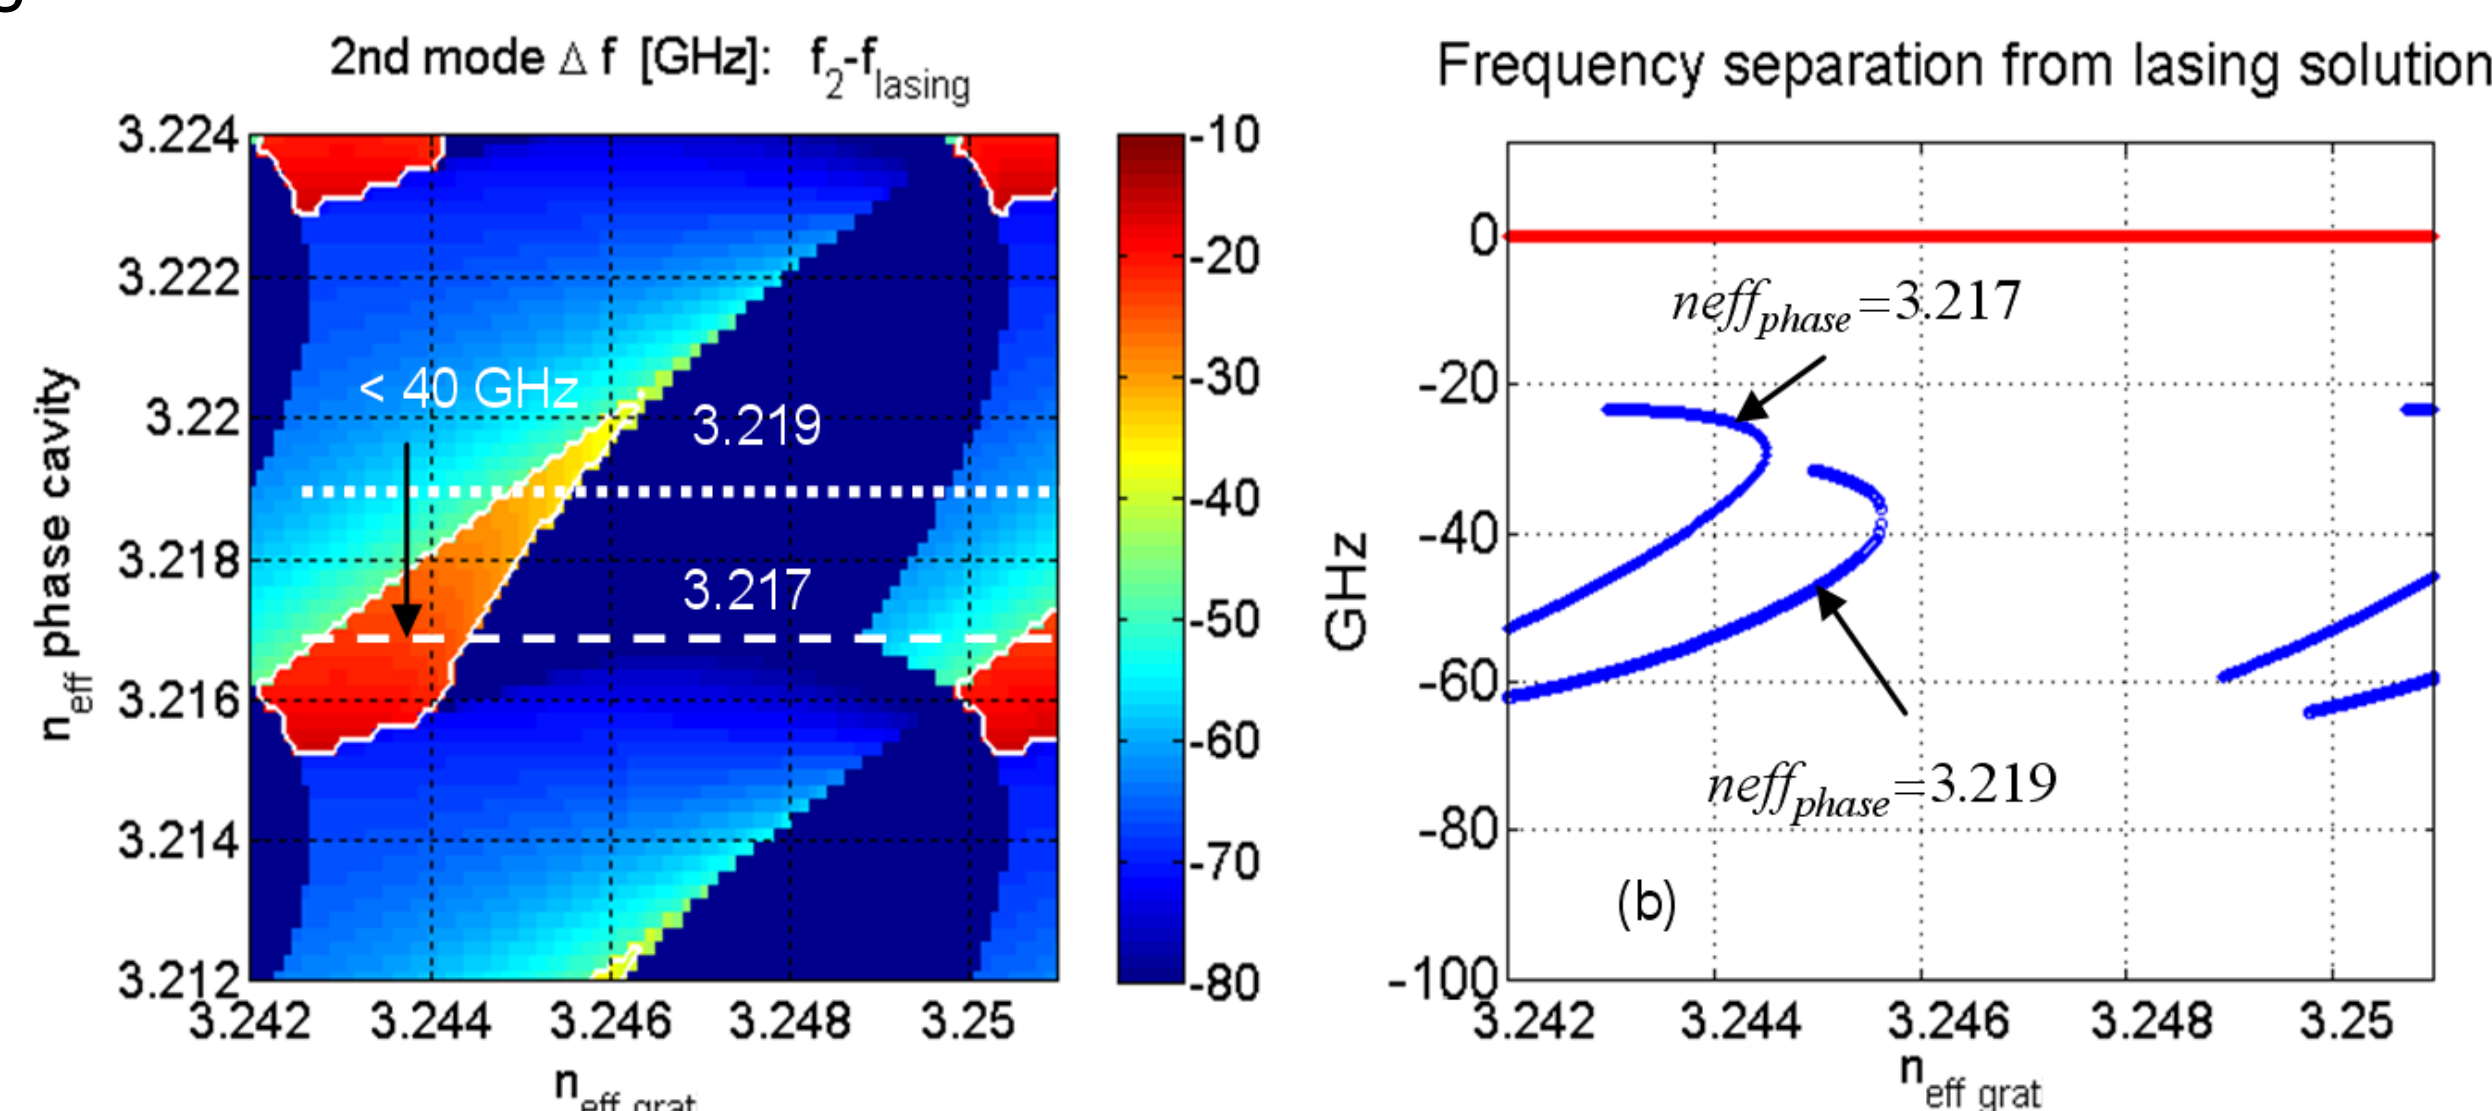 2nd mode Δ f [GHz]: f2-flasing
3.224
3.222
3.22
3.218
3.216
3.214
3.212
neff phase cavity
< 40 GHz
3.219
3.217
3.242 3.244 3.246 3.248 3.25
neff grat
-10
-20
-30
-40
-50
-60
-70
-80
Frequency separation from lasing solution
0
-20
-40
-60
-80
-100
GHz
neffphase=3.217
neffphase=3.219
(b)
3.242 3.244 3.246 3.248 3.25
neff grat